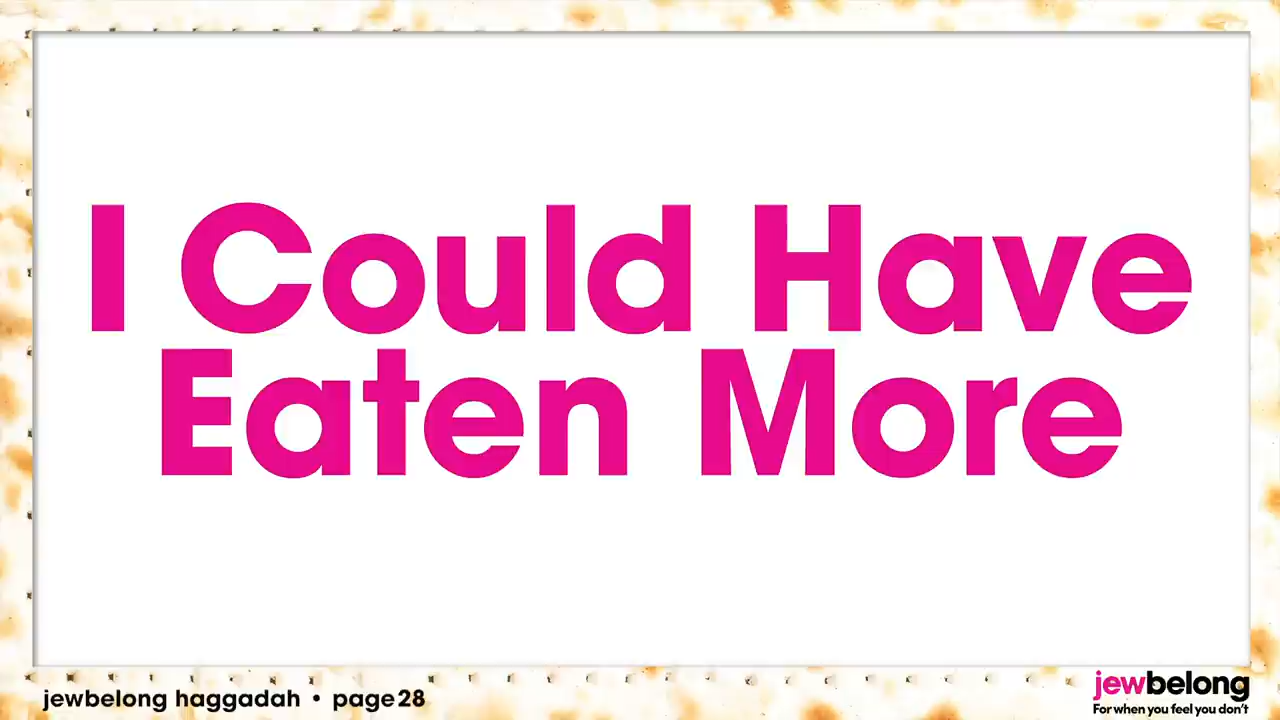 I Could Have
Eaten More
jewbelong haggadah • page 28
jewbelong
For when you feel you don't